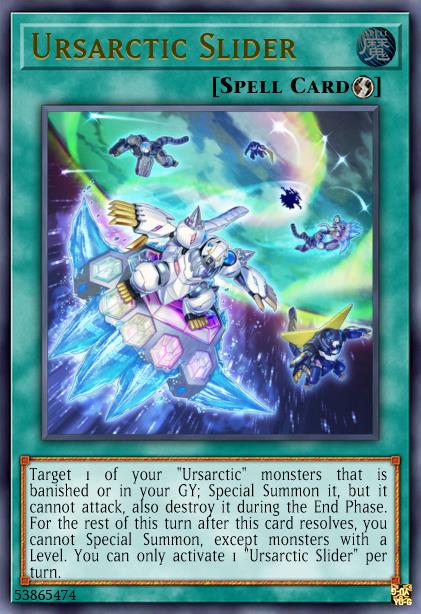 Ursarctic Slider
魔
[Spell Card]
Target 1 of your "Ursarctic" monsters that is
banished or in your GY; Special Summon it, but it
cannot attack, also destroy it during the End Phase.
For the rest of this turn after this card resolves, you
cannot Special Summon, except monsters with a
Level. You can only activate 1 "Ursarctic Slider" per
turn.
53865474